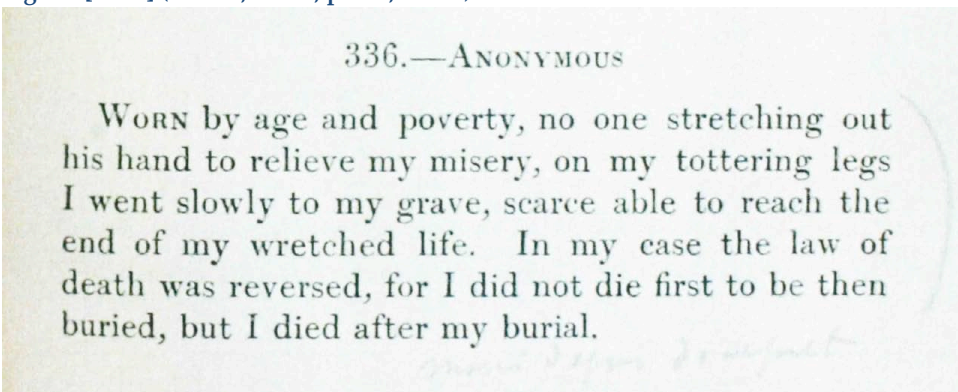 336.—Anonymous
Worn by age and poverty, no one stretching out
his hand to relieve my misery, on my tottering legs
I went slowly to my grave, scarce able to reach the
end of my wretched life. In my case the law of
death was reversed, for I did not die first to be then
buried, but I died after my burial.